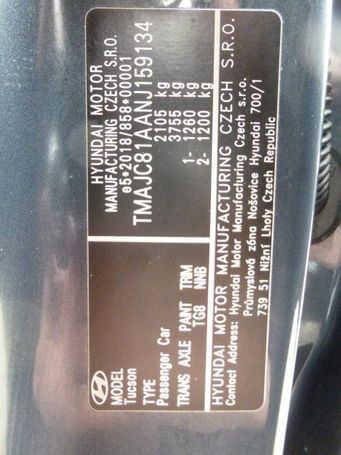 HYUNDAI MOTOR
MANUFACTURING CZECH S.R.O.
e5*2018/858*00001
TMAJC81AANJ159134
2105 kg
3755 kg
1- 1260 kg
2- 1200 kg
MODEL
Tucson
TYPE
Passenger Car
TRANS AXLE PAINT TRIM
TGB NNB
HYUNDAI MOTOR MANUFACTURING CZECH S.R.O.
Contact Address: Hyundai Motor Manufacturing Czech s.r.o.
Průmyslová zóna Nošovice Hyundai 700/1
739 51 Nižní Lhoty Czech Republic